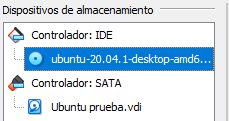 Dispositivos de almacenamiento
Controlador: IDE
ubuntu-20.04.1-desktop-amd6...
Controlador: SATA
Ubuntu prueba.vdi